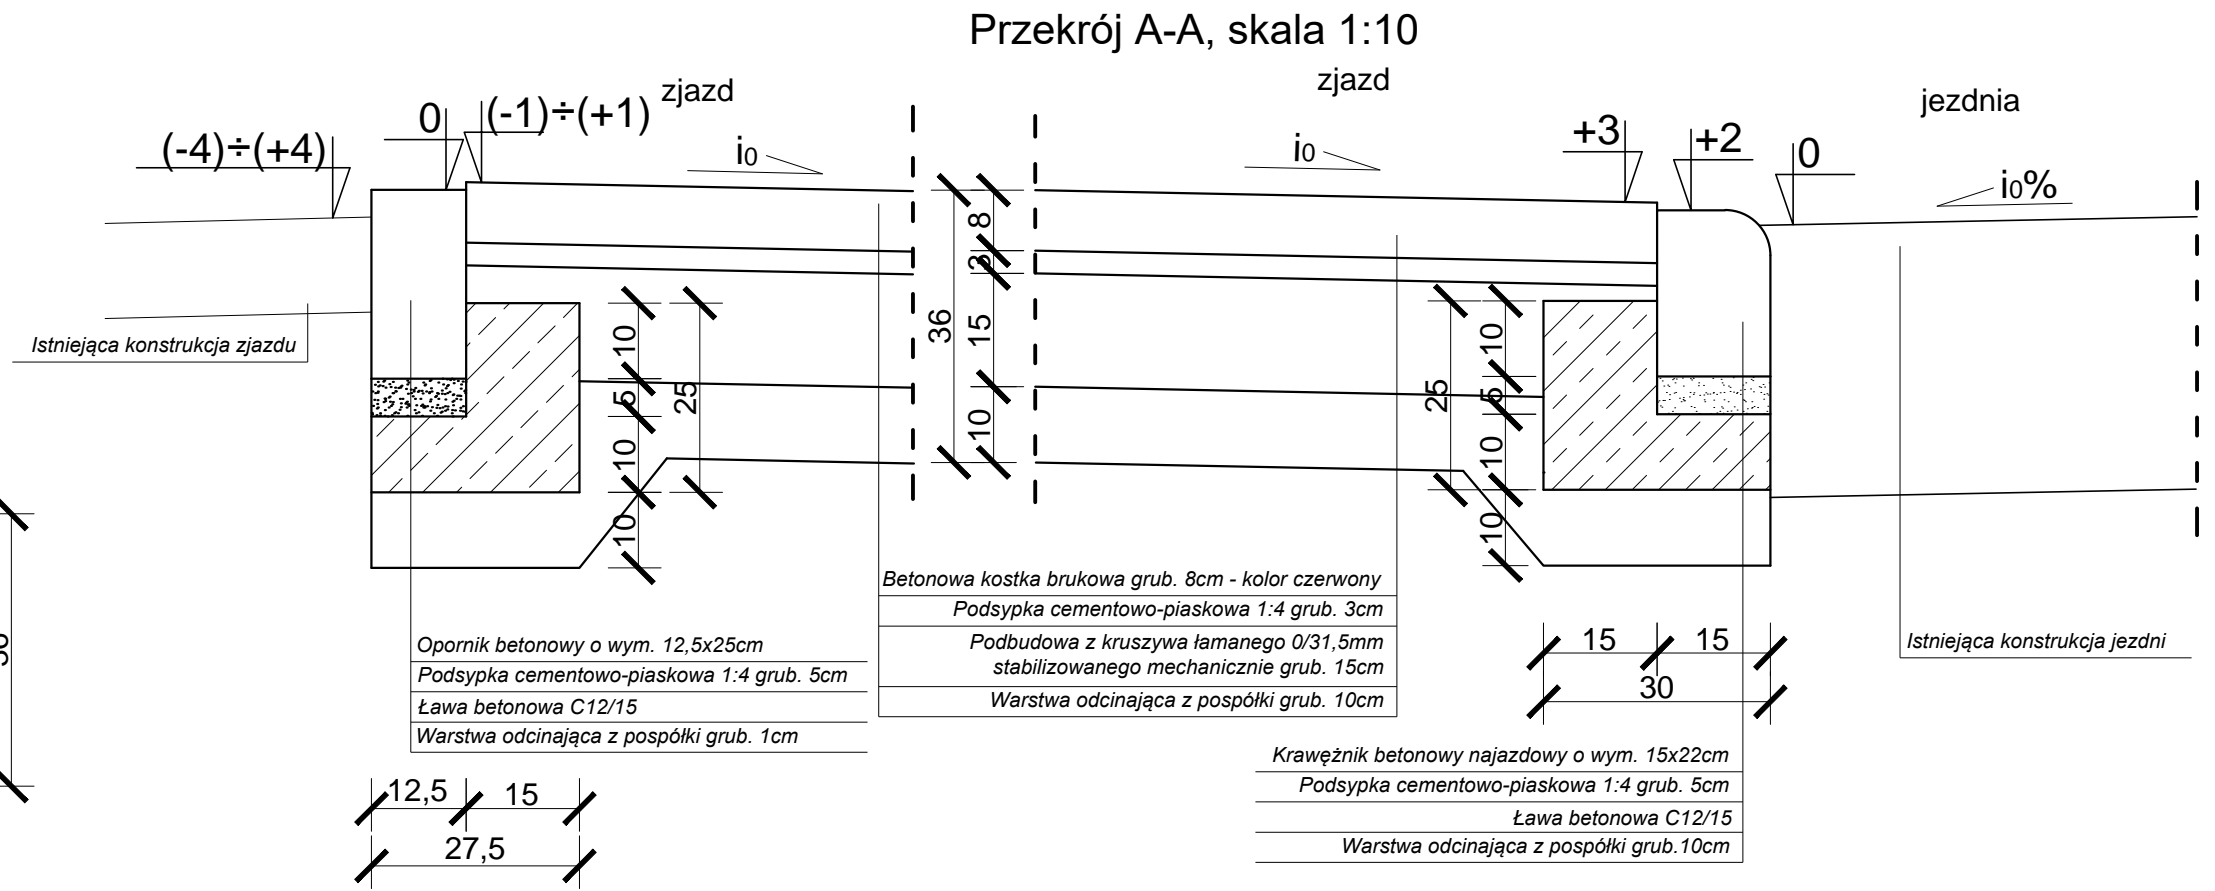 Przekrój A-A, skala 1:10
zjazd
zjazd
jezdnia
(-4)÷(+4)
0
(-1)÷(+1)
i0
i0
+3
+2
0
i0%
Istniejąca konstrukcja zjazdu
10
5
10
10
25
36
8
3
15
10
25
10
5
10
10
Betonowa kostka brukowa grub. 8cm - kolor czerwony
Podsypka cementowo-piaskowa 1:4 grub. 3cm
Podbudowa z kruszywa łamanego 0/31,5mm
stabilizowanego mechanicznie grub. 15cm
Warstwa odcinająca z pospółki grub. 10cm
Opornik betonowy o wym. 12,5x25cm
Podsypka cementowo-piaskowa 1:4 grub. 5cm
Ława betonowa C12/15
Warstwa odcinająca z pospółki grub. 1cm
15
15
30
Istniejąca konstrukcja jezdni
Krawężnik betonowy najazdowy o wym. 15x22cm
Podsypka cementowo-piaskowa 1:4 grub. 5cm
Ława betonowa C12/15
Warstwa odcinająca z pospółki grub.10cm
12,5
15
27,5